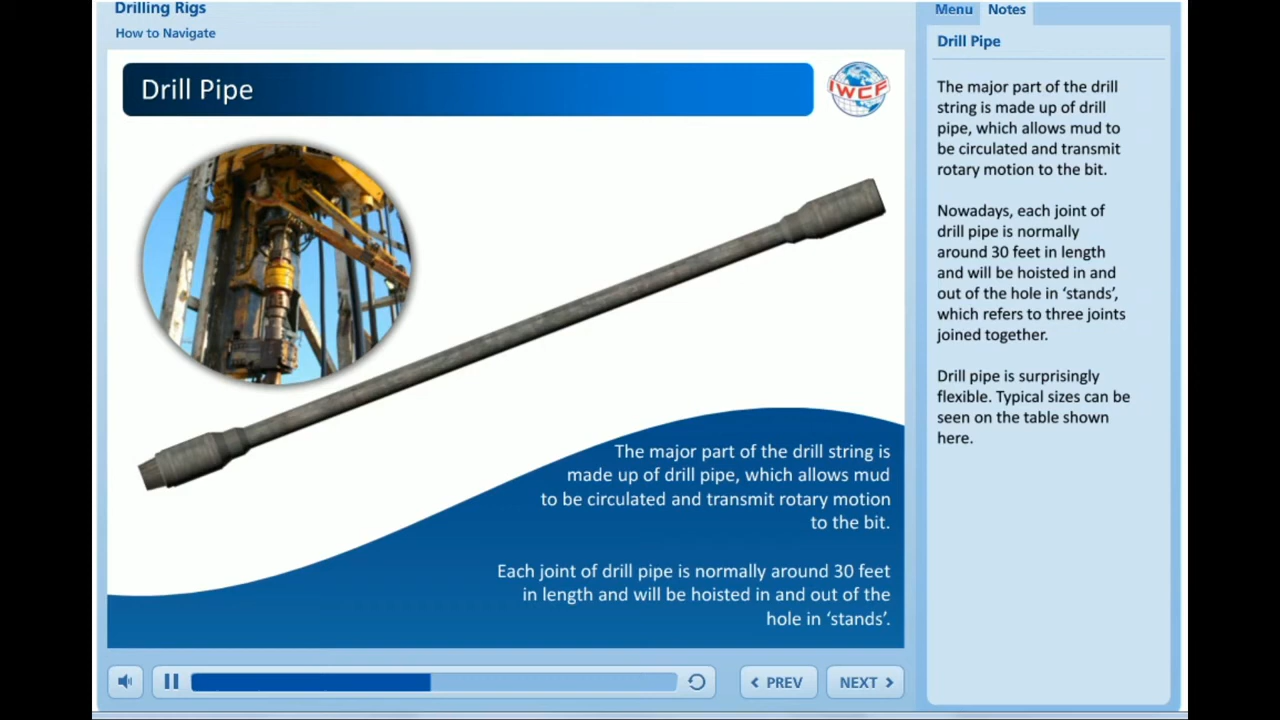 Drilling Rigs
How to Navigate
Menu
Notes
Drill Pipe
IWCF
The major part of the drill string is
made up of drill pipe, which allows mud
to be circulated and transmit rotary motion
to the bit.
Each joint of drill pipe is normally around 30 feet
in length and will be hoisted in and out of the
hole in ‘stands’.
PREV
NEXT
Drill Pipe
The major part of the drill
string is made up of drill
pipe, which allows mud to
be circulated and transmit
rotary motion to the bit.
Nowadays, each joint of
drill pipe is normally
around 30 feet in length
and will be hoisted in and
out of the hole in ‘stands’,
which refers to three joints
joined together.
Drill pipe is surprisingly
flexible. Typical sizes can be
seen on the table shown
here.